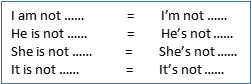 I am not ...... = I'm not ......
He is not ...... = He's not ......
She is not ...... = She's not ......
It is not ...... = It's not ......